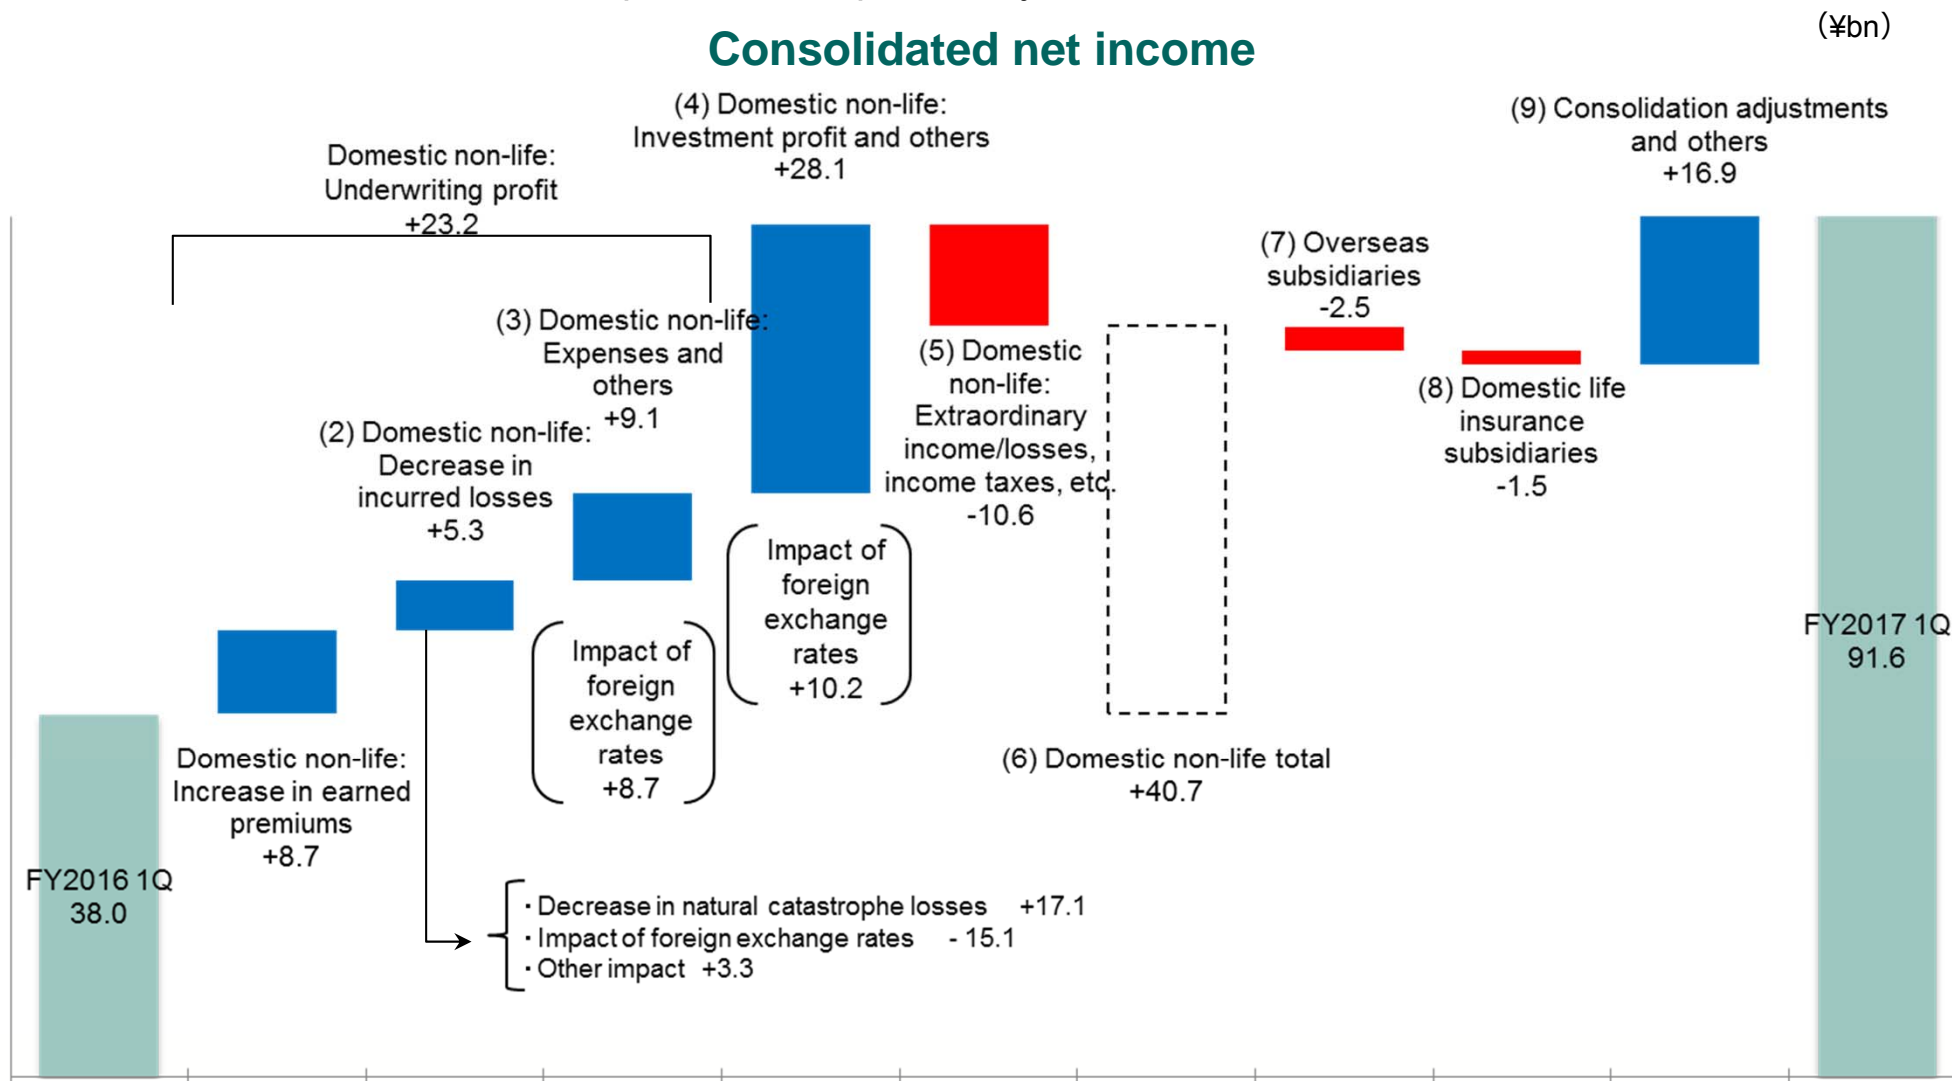 (¥bn)
Consolidated net income
(4) Domestic non-life:
Investment profit and others
+28.1
(9) Consolidation adjustments
and others
+16.9
Domestic non-life:
Underwriting profit
+23.2
(7) Overseas
subsidiaries
-2.5
(3) Domestic non-life:
Expenses and
others
+9.1
(5) Domestic
non-life:
Extraordinary
income/losses,
income taxes, etc.
-10.6
(8) Domestic life
insurance
subsidiaries
-1.5
(2) Domestic non-life:
Decrease in
incurred losses
+5.3
Impact of
foreign
exchange
rates
+10.2
Impact of
foreign
exchange
rates
+8.7
FY2017 1Q
91.6
Domestic non-life:
Increase in earned
premiums
+8.7
(6) Domestic non-life total
+40.7
FY2016 1Q
38.0
・Decrease in natural catastrophe losses +17.1
・Impact of foreign exchange rates - 15.1
・Other impact +3.3